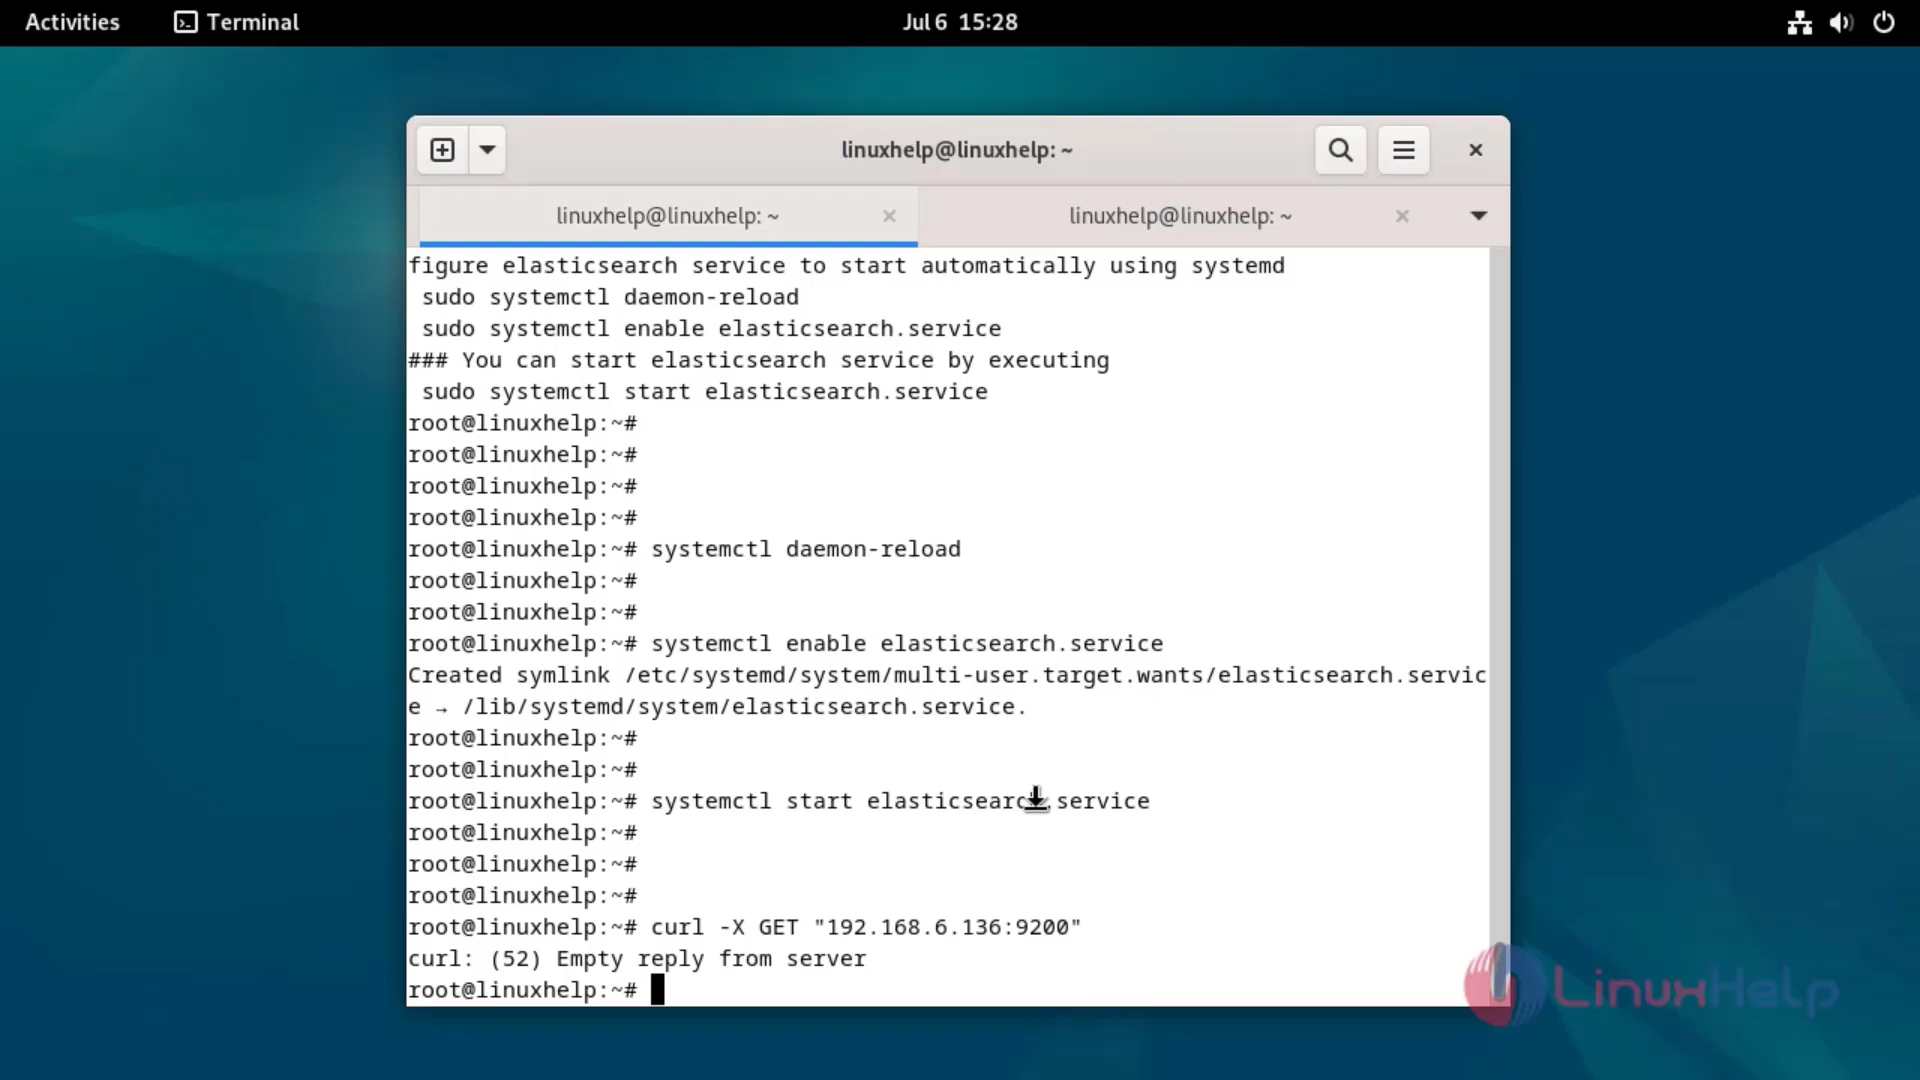 Activities Terminal Jul 6 15:28
linuxhelp@linuxhelp: ~
linuxhelp@linuxhelp: ~ linuxhelp@linuxhelp: ~
figure elasticsearch service to start automatically using systemd
 sudo systemctl daemon-reload
 sudo systemctl enable elasticsearch.service
### You can start elasticsearch service by executing
 sudo systemctl start elasticsearch.service
root@linuxhelp:~#
root@linuxhelp:~#
root@linuxhelp:~#
root@linuxhelp:~#
root@linuxhelp:~# systemctl daemon-reload
root@linuxhelp:~#
root@linuxhelp:~#
root@linuxhelp:~# systemctl enable elasticsearch.service
Created symlink /etc/systemd/system/multi-user.target.wants/elasticsearch.servic
e → /lib/systemd/system/elasticsearch.service.
root@linuxhelp:~#
root@linuxhelp:~#
root@linuxhelp:~# systemctl start elasticsearch.service
root@linuxhelp:~#
root@linuxhelp:~#
root@linuxhelp:~#
root@linuxhelp:~# curl -X GET "192.168.6.136:9200"
curl: (52) Empty reply from server
root@linuxhelp:~#
LinuxHelp